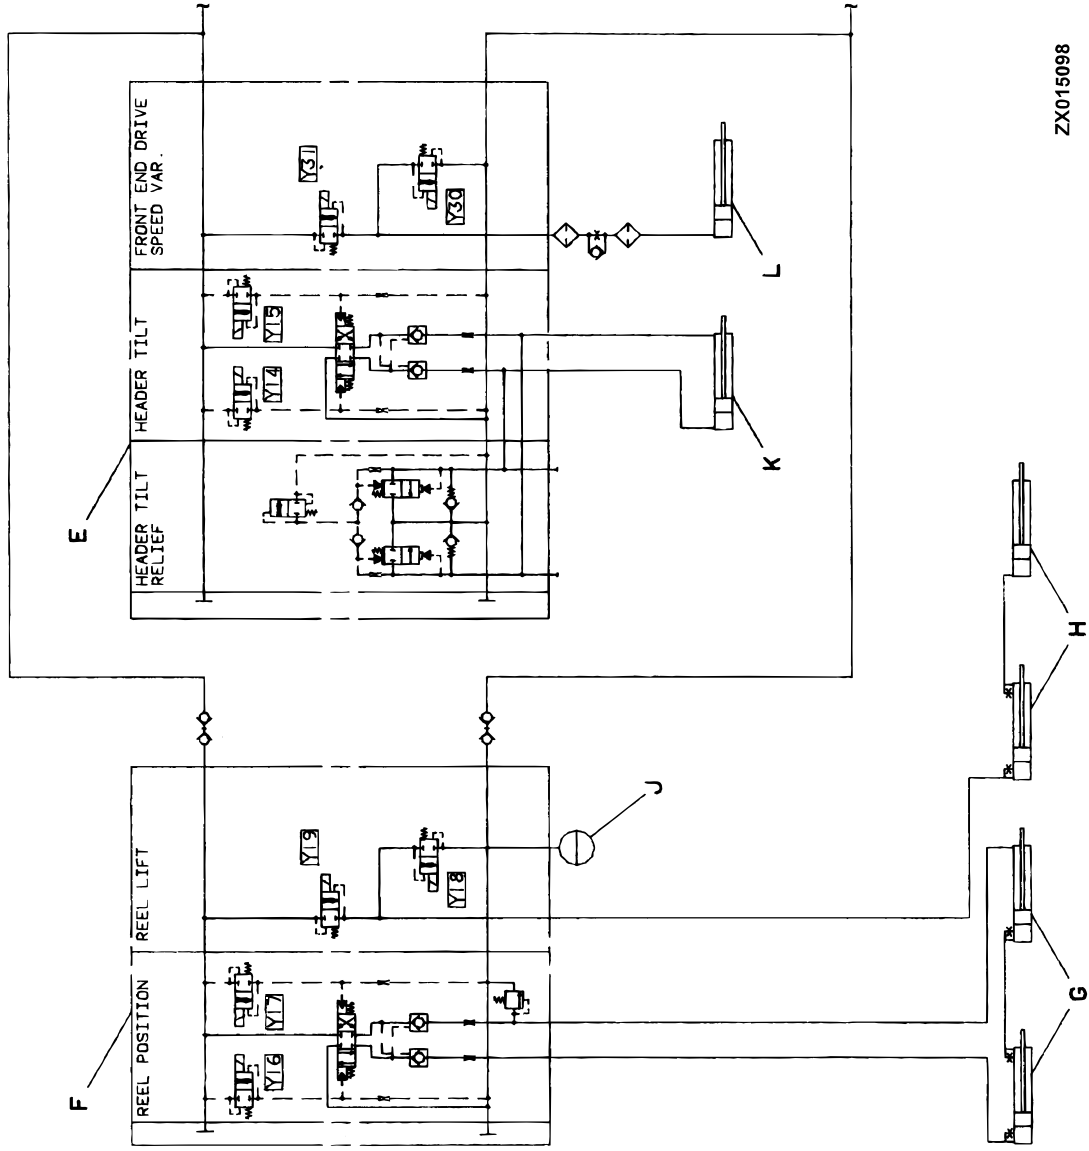 FRONT END DRIVE
SPEED VAR.
HEADER TILT
HEADER TILT
RELIEF
E
Y31
Y30
Y15
Y14
L
K
REEL LIFT
REEL POSITION
F
Y19
Y18
Y17
Y16
J
H
G
ZX015098